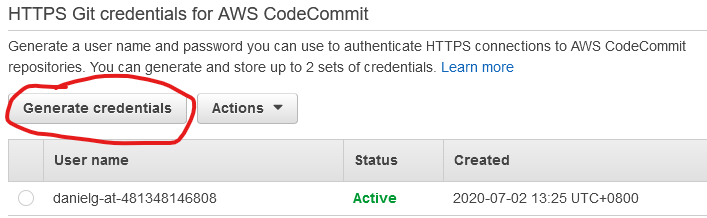 HTTPS Git credentials for AWS CodeCommit
Generate a user name and password you can use to authenticate HTTPS connections to AWS CodeCommit
repositories. You can generate and store up to 2 sets of credentials. Learn more
Generate credentials Actions
User name Status Created
danielg-at-481348146808 Active 2020-07-02 13:25 UTC+0800